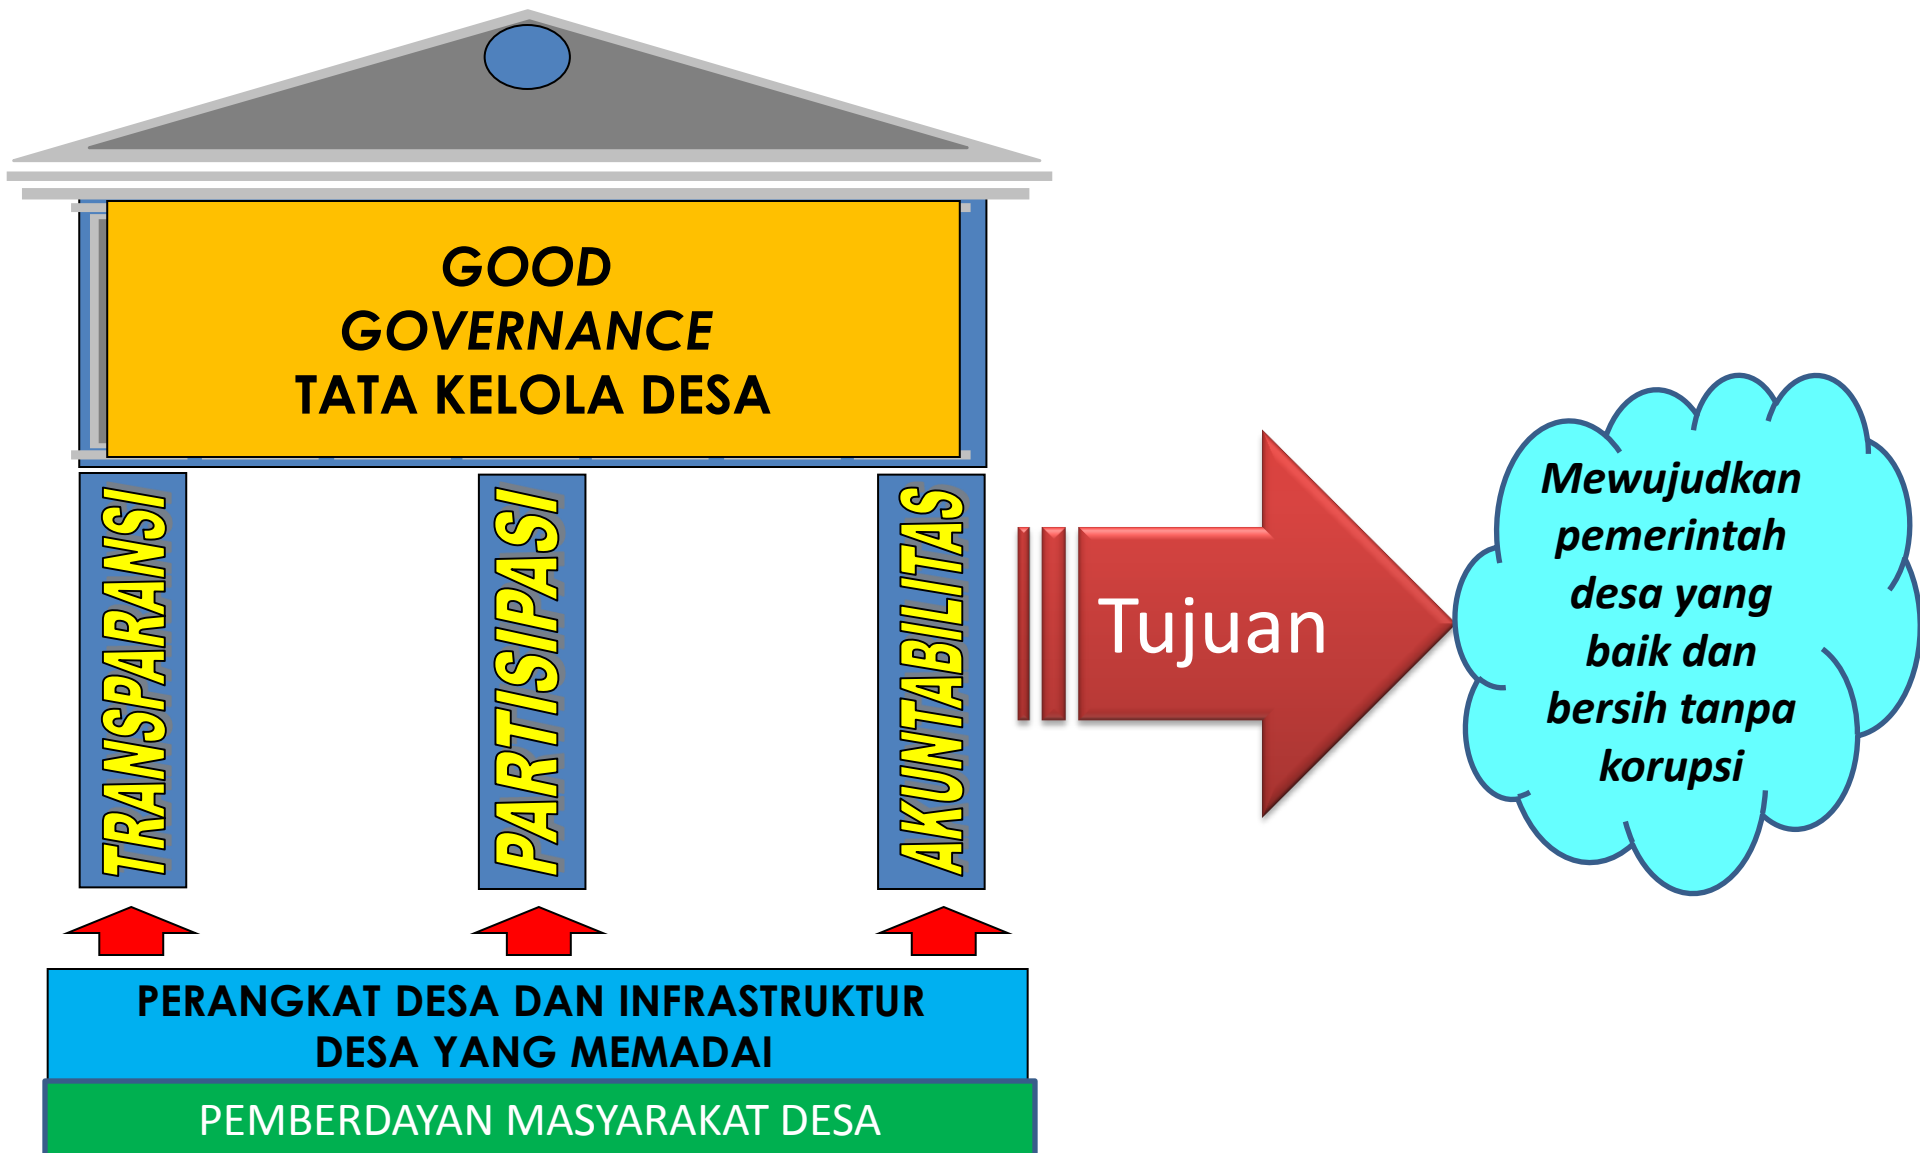 GOOD
GOVERNANCE
TATA KELOLA DESA
TRANSPARANSI
PARTISIPASI
AKUNTABILITAS
Tujuan
Mewujudkan
pemerintah
desa yang
baik dan
bersih tanpa
korupsi
PERANGKAT DESA DAN INFRASTRUKTUR
DESA YANG MEMADAI
PEMBERDAYAN MASYARAKAT DESA